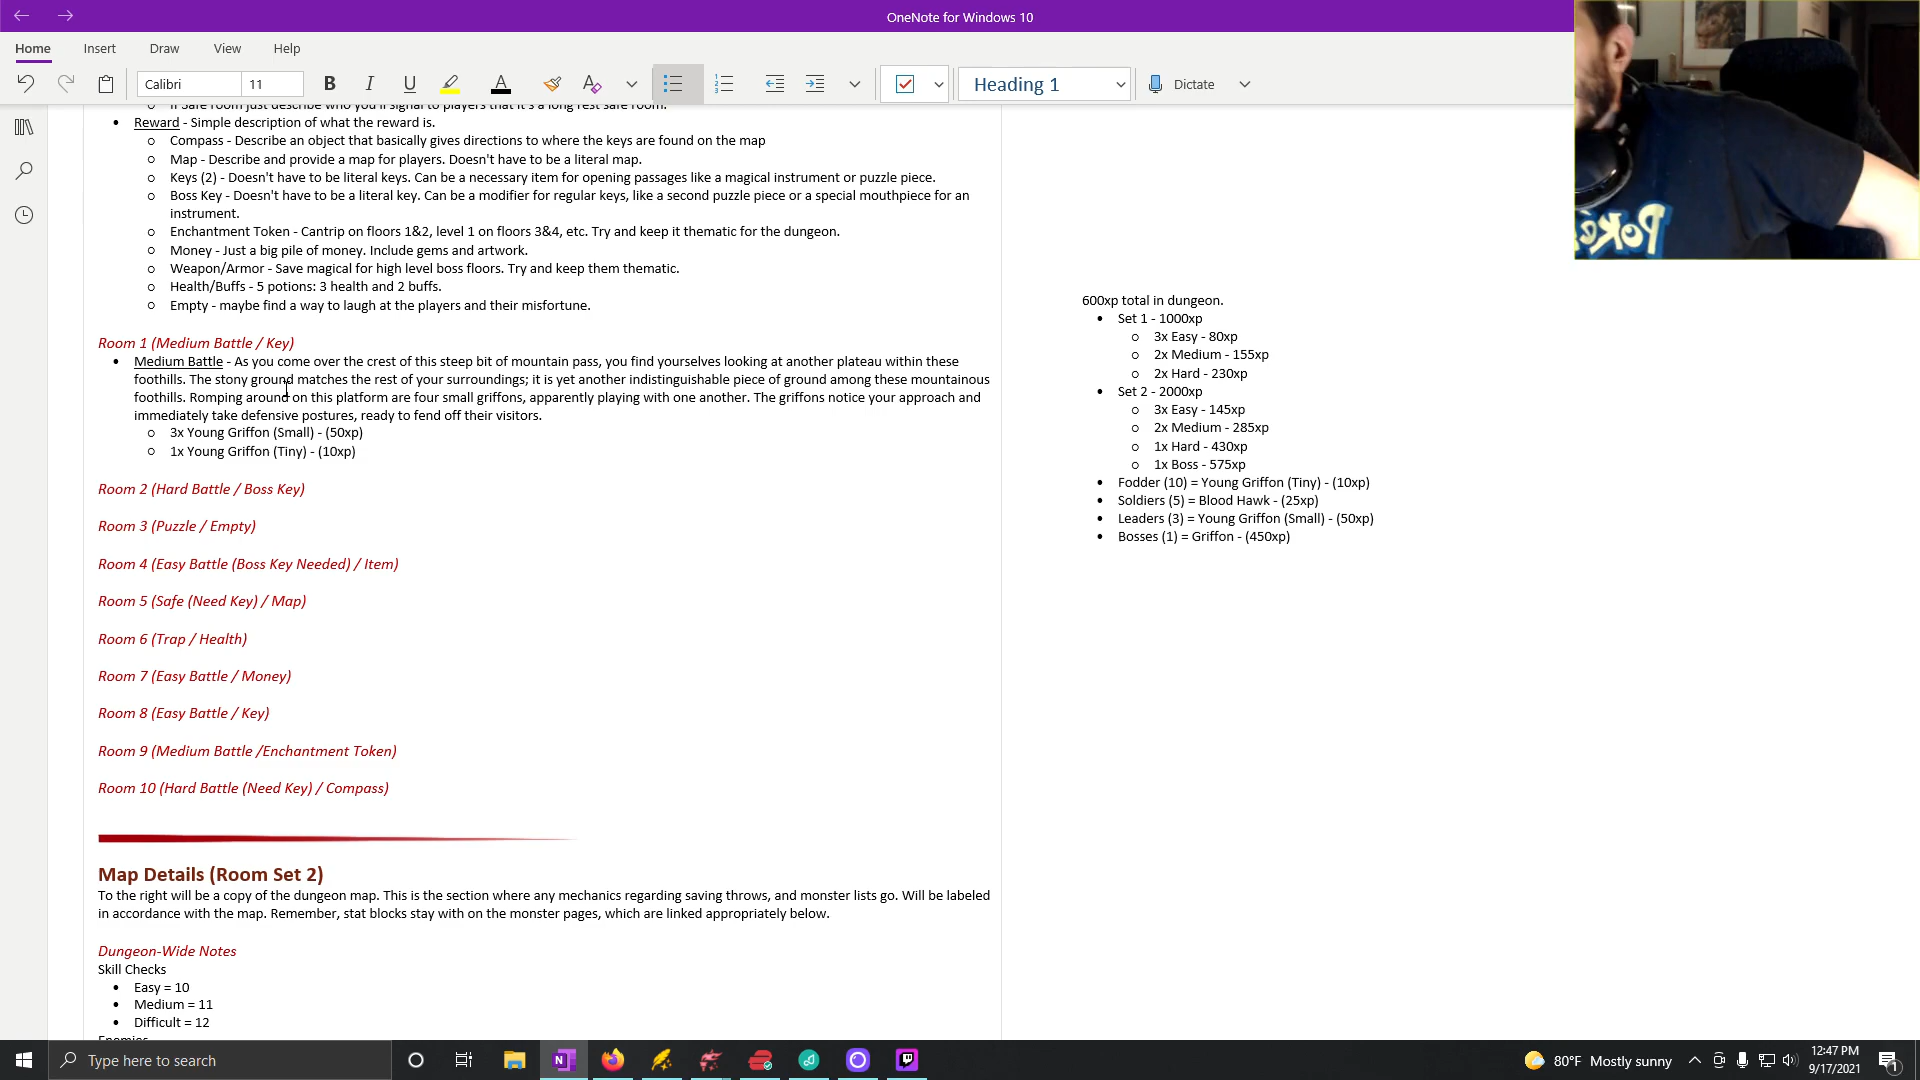 OneNote for Windows 10
Home Insert Draw View Help
Calibri 11 B I U A Heading 1 Dictate
If Safe room just describe who you'll signal to players that it's a long rest safe room.
Reward - Simple description of what the reward is.
Compass - Describe an object that basically gives directions to where the keys are found on the map
Map - Describe and provide a map for players. Doesn't have to be a literal map.
Keys (2) - Doesn't have to be literal keys. Can be a necessary item for opening passages like a magical instrument or puzzle piece.
Boss Key - Doesn't have to be a literal key. Can be a modifier for regular keys, like a second puzzle piece or a special mouthpiece for an
instrument.
Enchantment Token - Cantrip on floors 1&2, level 1 on floors 3&4, etc. Try and keep it thematic for the dungeon.
Money - Just a big pile of money. Include gems and artwork.
Weapon/Armor - Save magical for high level boss floors. Try and keep them thematic.
Health/Buffs - 5 potions: 3 health and 2 buffs.
Empty - maybe find a way to laugh at the players and their misfortune.
Room 1 (Medium Battle / Key)
Medium Battle - As you come over the crest of this steep bit of mountain pass, you find yourselves looking at another plateau within these
foothills. The stony ground matches the rest of your surroundings; it is yet another indistinguishable piece of ground among these mountainous
foothills. Romping around on this platform are four small griffons, apparently playing with one another. The griffons notice your approach and
immediately take defensive postures, ready to fend off their visitors.
3x Young Griffon (Small) - (50xp)
1x Young Griffon (Tiny) - (10xp)
Room 2 (Hard Battle / Boss Key)
Room 3 (Puzzle / Empty)
Room 4 (Easy Battle (Boss Key Needed) / Item)
Room 5 (Safe (Need Key) / Map)
Room 6 (Trap / Health)
Room 7 (Easy Battle / Money)
Room 8 (Easy Battle / Key)
Room 9 (Medium Battle /Enchantment Token)
Room 10 (Hard Battle (Need Key) / Compass)
Map Details (Room Set 2)
To the right will be a copy of the dungeon map. This is the section where any mechanics regarding saving throws, and monster lists go. Will be labeled
in accordance with the map. Remember, stat blocks stay with on the monster pages, which are linked appropriately below.
Dungeon-Wide Notes
Skill Checks
Easy = 10
Medium = 11
Difficult = 12
Enemies
600xp total in dungeon.
Set 1 - 1000xp
3x Easy - 80xp
2x Medium - 155xp
2x Hard - 230xp
Set 2 - 2000xp
3x Easy - 145xp
2x Medium - 285xp
1x Hard - 430xp
1x Boss - 575xp
Fodder (10) = Young Griffon (Tiny) - (10xp)
Soldiers (5) = Blood Hawk - (25xp)
Leaders (3) = Young Griffon (Small) - (50xp)
Bosses (1) = Griffon - (450xp)
Type here to search
80°F Mostly sunny
12:47 PM
9/17/2021